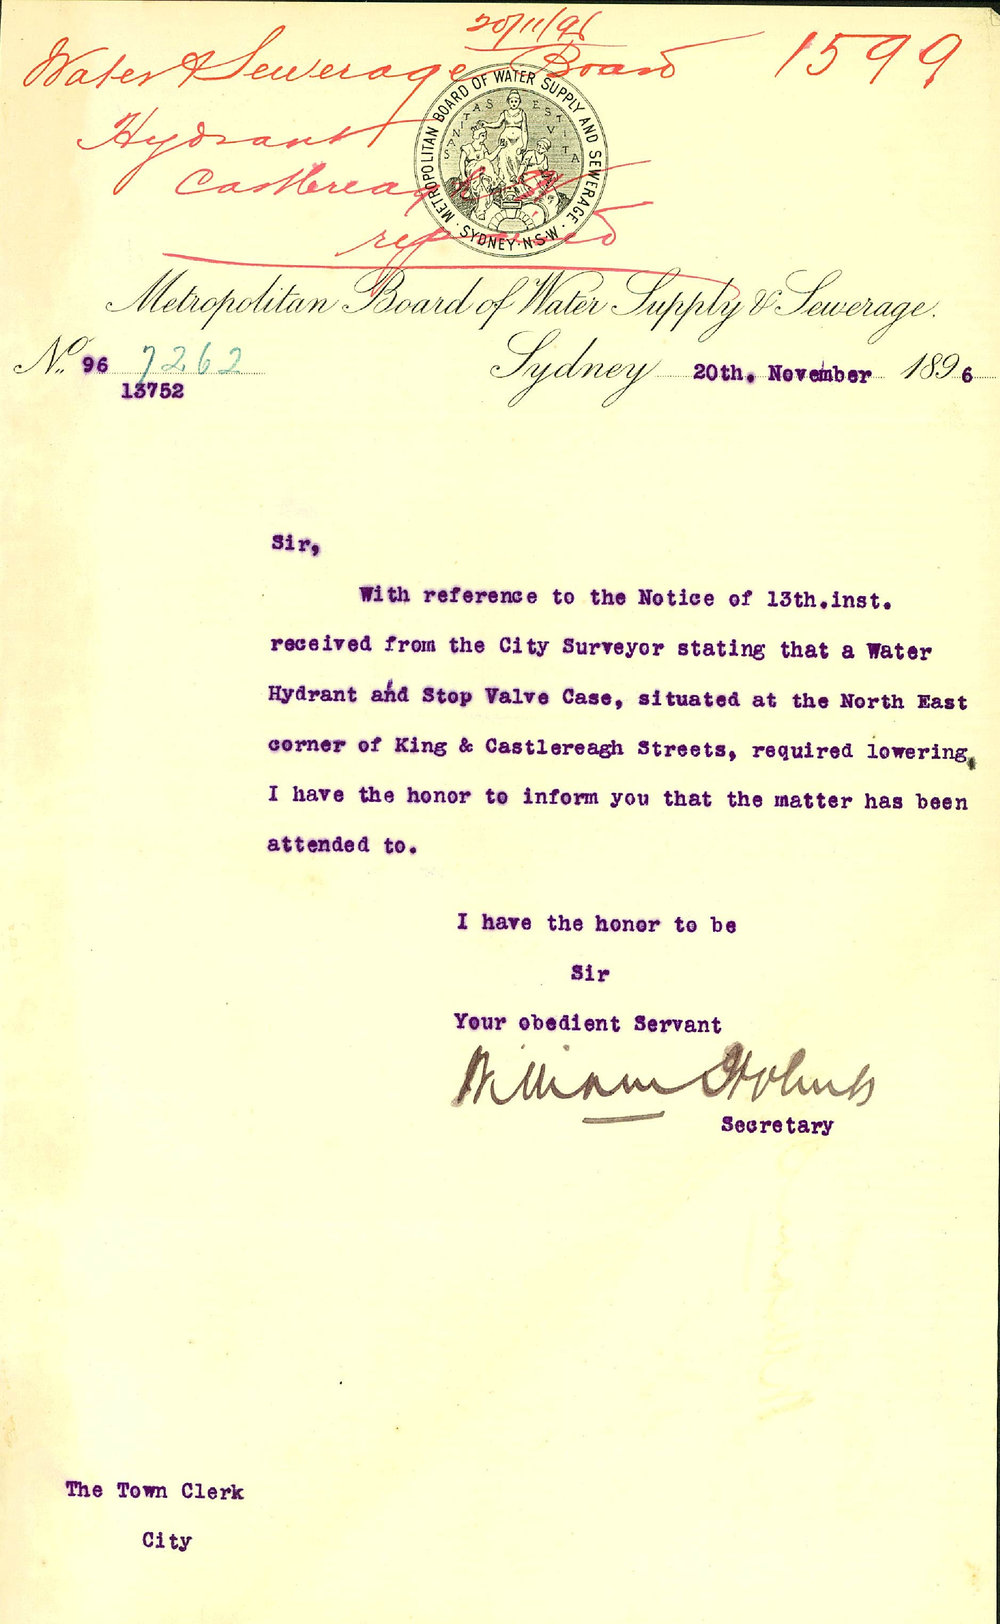 20/11/96
Water & Sewerage Board 1599
Hydrant
Castlereagh St
METROPOLITAN BOARD OF WATER SUPPLY AND SEWERAGE
SANITAS EST VITA
· SYDNEY · N·S·W ·
Metropolitan Board of Water Supply & Sewerage.
No. 96 7262
13752
Sydney 20th. November 1896
Sir,
With reference to the Notice of 13th.inst.
received from the City Surveyor stating that a Water
Hydrant and Stop Valve Case, situated at the North East
corner of King & Castlereagh Streets, required lowering,
I have the honor to inform you that the matter has been
attended to.
I have the honor to be
Sir
Your obedient Servant
William Holmes
Secretary
The Town Clerk
City